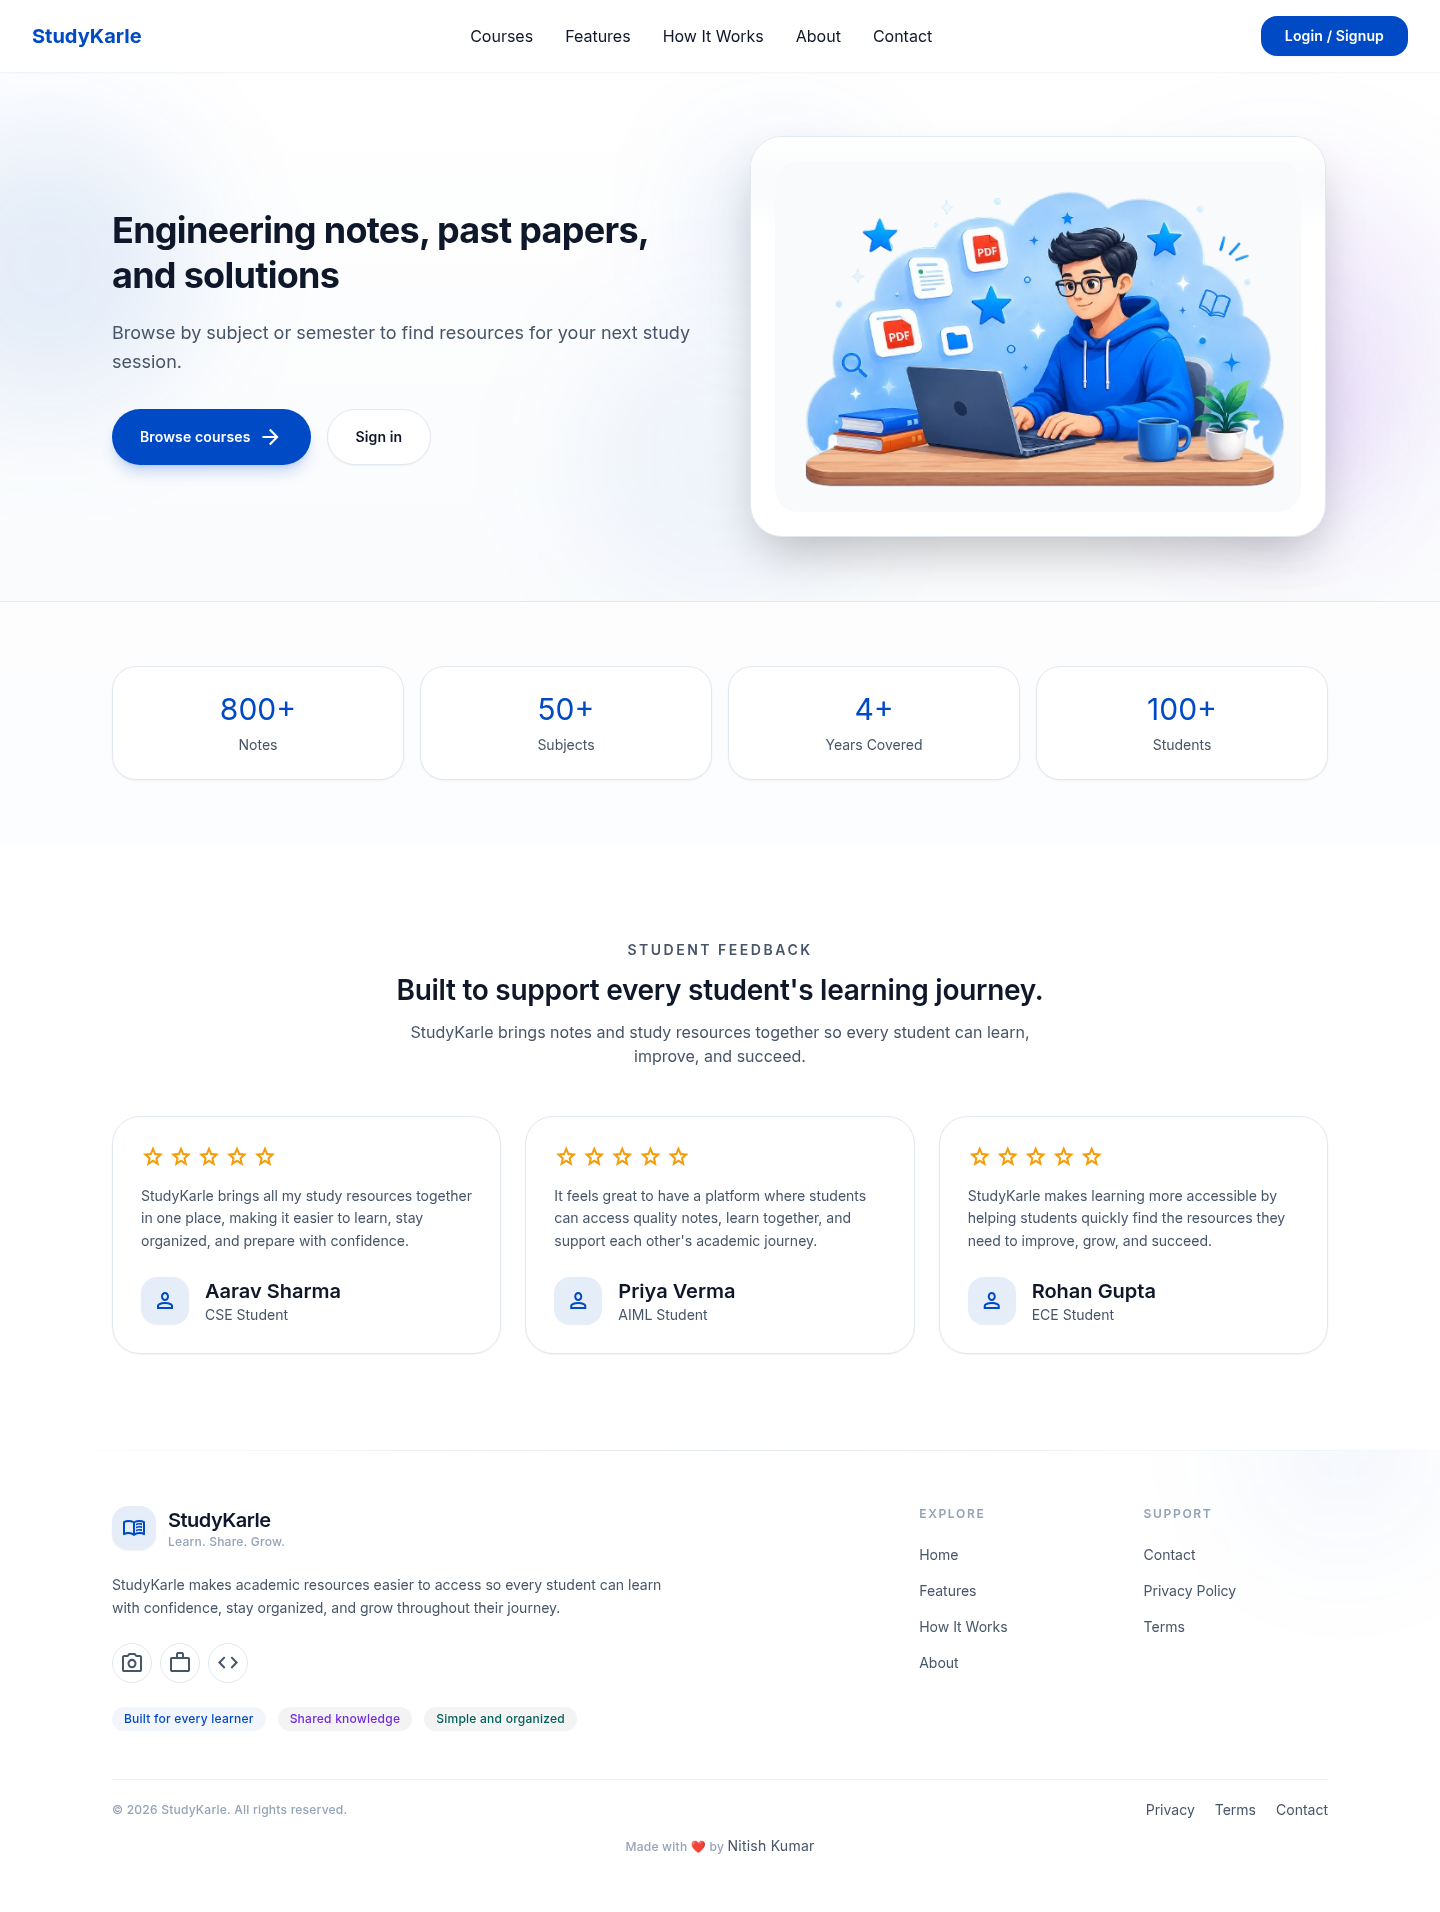 StudyKarle
Courses
Features
How It Works
About
Contact
Login / Signup
Engineering notes, past papers,
and solutions
Browse by subject or semester to find resources for your next study
session.
Browse courses
Sign in
PDF
PDF
800+
Notes
50+
Subjects
4+
Years Covered
100+
Students
STUDENT FEEDBACK
Built to support every student's learning journey.
StudyKarle brings notes and study resources together so every student can learn,
improve, and succeed.
StudyKarle brings all my study resources together
in one place, making it easier to learn, stay
organized, and prepare with confidence.
Aarav Sharma
CSE Student
It feels great to have a platform where students
can access quality notes, learn together, and
support each other's academic journey.
Priya Verma
AIML Student
StudyKarle makes learning more accessible by
helping students quickly find the resources they
need to improve, grow, and succeed.
Rohan Gupta
ECE Student
StudyKarle
Learn. Share. Grow.
StudyKarle makes academic resources easier to access so every student can learn
with confidence, stay organized, and grow throughout their journey.
Built for every learner
Shared knowledge
Simple and organized
EXPLORE
Home
Features
How It Works
About
SUPPORT
Contact
Privacy Policy
Terms
© 2026 StudyKarle. All rights reserved.
Privacy
Terms
Contact
Made with ❤️ by Nitish Kumar